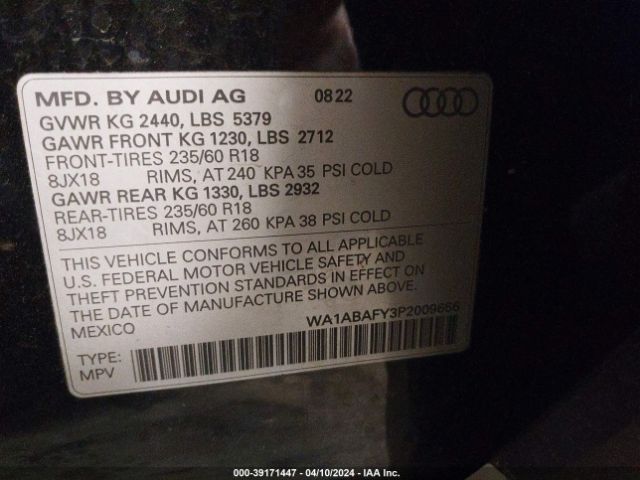 MFD. BY AUDI AG 08 22
GVWR KG 2440, LBS 5379
GAWR FRONT KG 1230, LBS 2712
FRONT-TIRES 235/60 R18
8JX18 RIMS, AT 240 KPA 35 PSI COLD
GAWR REAR KG 1330, LBS 2932
REAR-TIRES 235/60 R18
8JX18 RIMS, AT 260 KPA 38 PSI COLD
THIS VEHICLE CONFORMS TO ALL APPLICABLE
U.S. FEDERAL MOTOR VEHICLE SAFETY AND
THEFT PREVENTION STANDARDS IN EFFECT ON
THE DATE OF MANUFACTURE SHOWN ABOVE.
MEXICO WA1ABAFY3P2009656
TYPE:
MPV
000-39171447 - 04/10/2024 - IAA Inc.